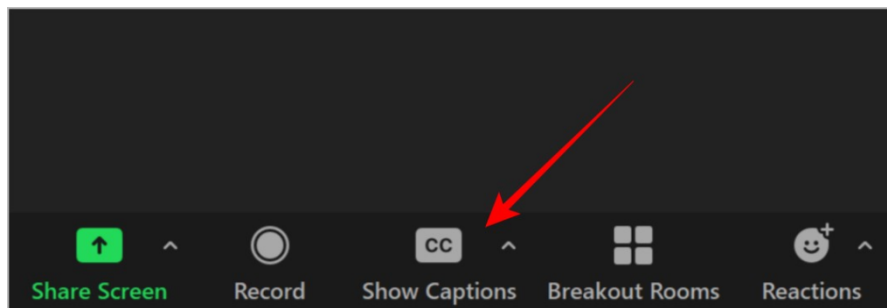 CC
Share Screen
Record
Show Captions
Breakout Rooms
Reactions